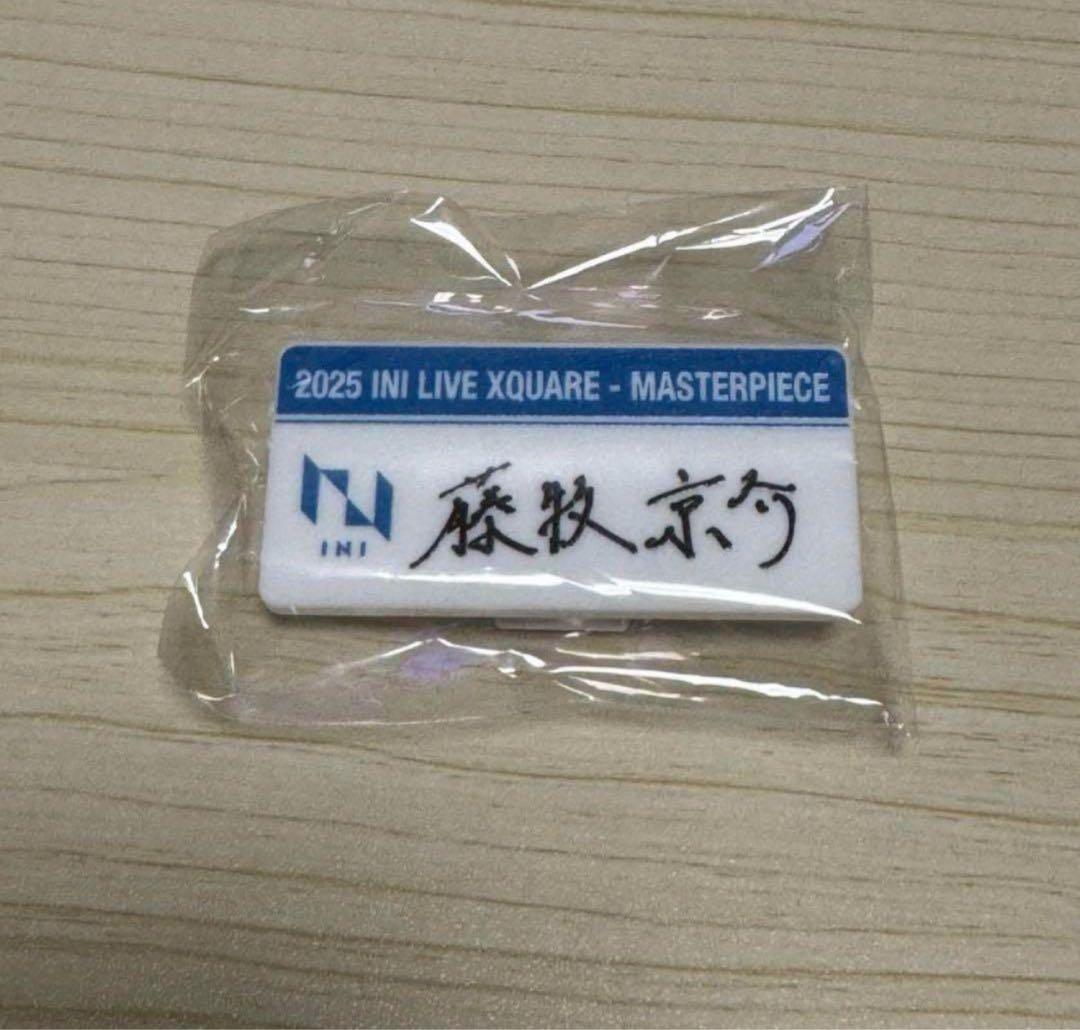 2025 INI LIVE XQUARE - MASTERPIECE
INI
藤牧 京介